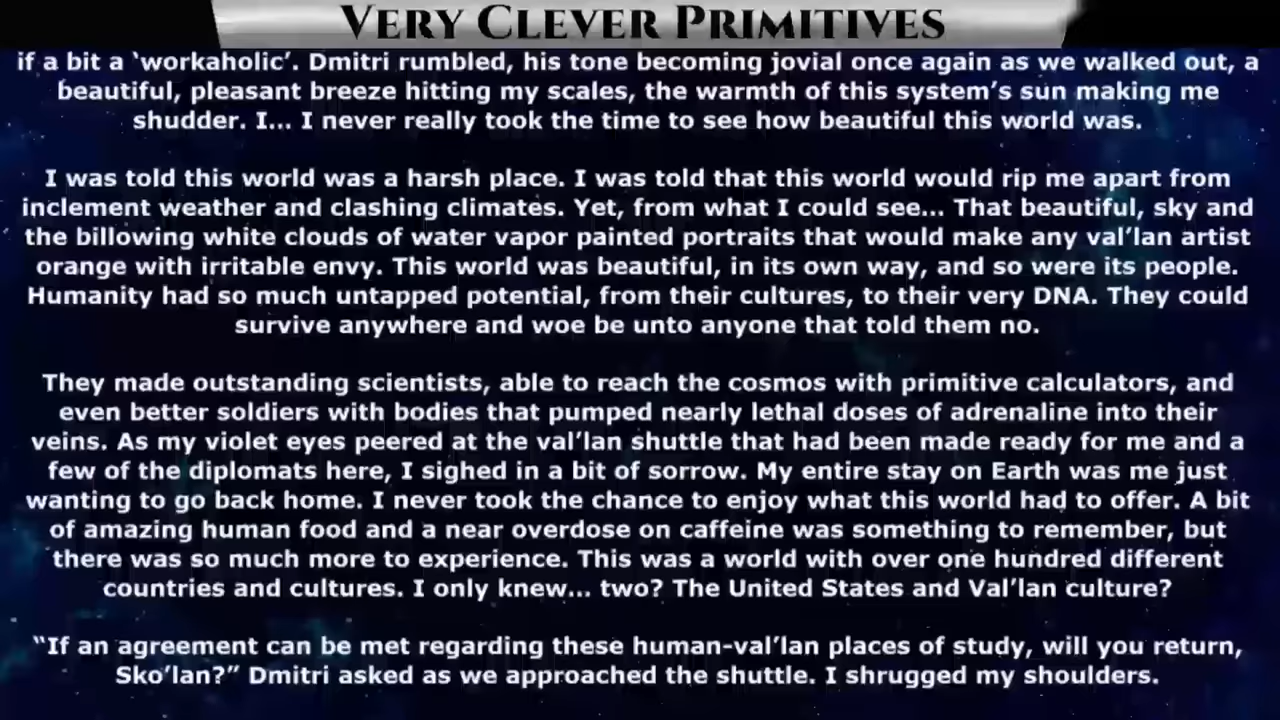 VERY CLEVER PRIMITIVES
if a bit a ‘workaholic’. Dmitri rumbled, his tone becoming jovial once again as we walked out, a
beautiful, pleasant breeze hitting my scales, the warmth of this system’s sun making me
shudder. I... I never really took the time to see how beautiful this world was.
I was told this world was a harsh place. I was told that this world would rip me apart from
inclement weather and clashing climates. Yet, from what I could see... That beautiful, sky and
the billowing white clouds of water vapor painted portraits that would make any val’lan artist
orange with irritable envy. This world was beautiful, in its own way, and so were its people.
Humanity had so much untapped potential, from their cultures, to their very DNA. They could
survive anywhere and woe be unto anyone that told them no.
They made outstanding scientists, able to reach the cosmos with primitive calculators, and
even better soldiers with bodies that pumped nearly lethal doses of adrenaline into their
veins. As my violet eyes peered at the val’lan shuttle that had been made ready for me and a
few of the diplomats here, I sighed in a bit of sorrow. My entire stay on Earth was me just
wanting to go back home. I never took the chance to enjoy what this world had to offer. A bit
of amazing human food and a near overdose on caffeine was something to remember, but
there was so much more to experience. This was a world with over one hundred different
countries and cultures. I only knew... two? The United States and Val’lan culture?
“If an agreement can be met regarding these human-val’lan places of study, will you return,
Sko’lan?” Dmitri asked as we approached the shuttle. I shrugged my shoulders.